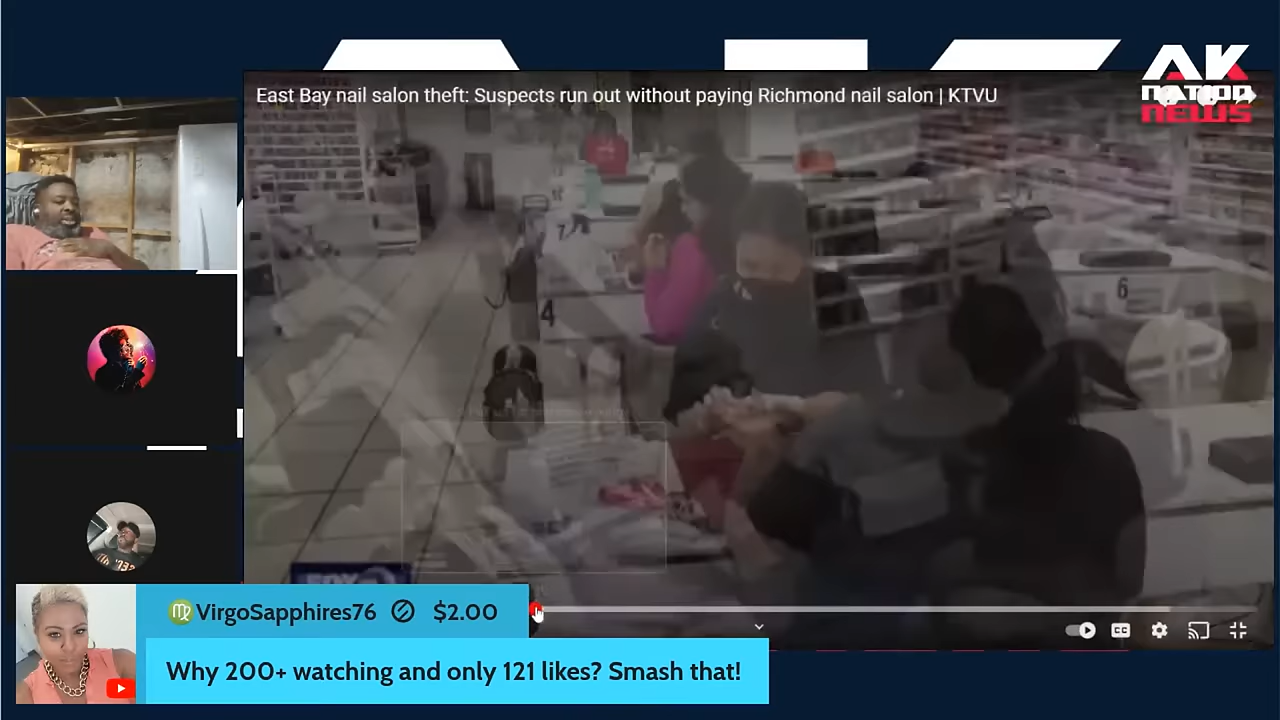 East Bay nail salon theft: Suspects run out without paying Richmond nail salon | KTVU
AK
NATION
NEWS
4
6
VirgoSapphires76 $2.00
Why 200+ watching and only 121 likes? Smash that!
CC